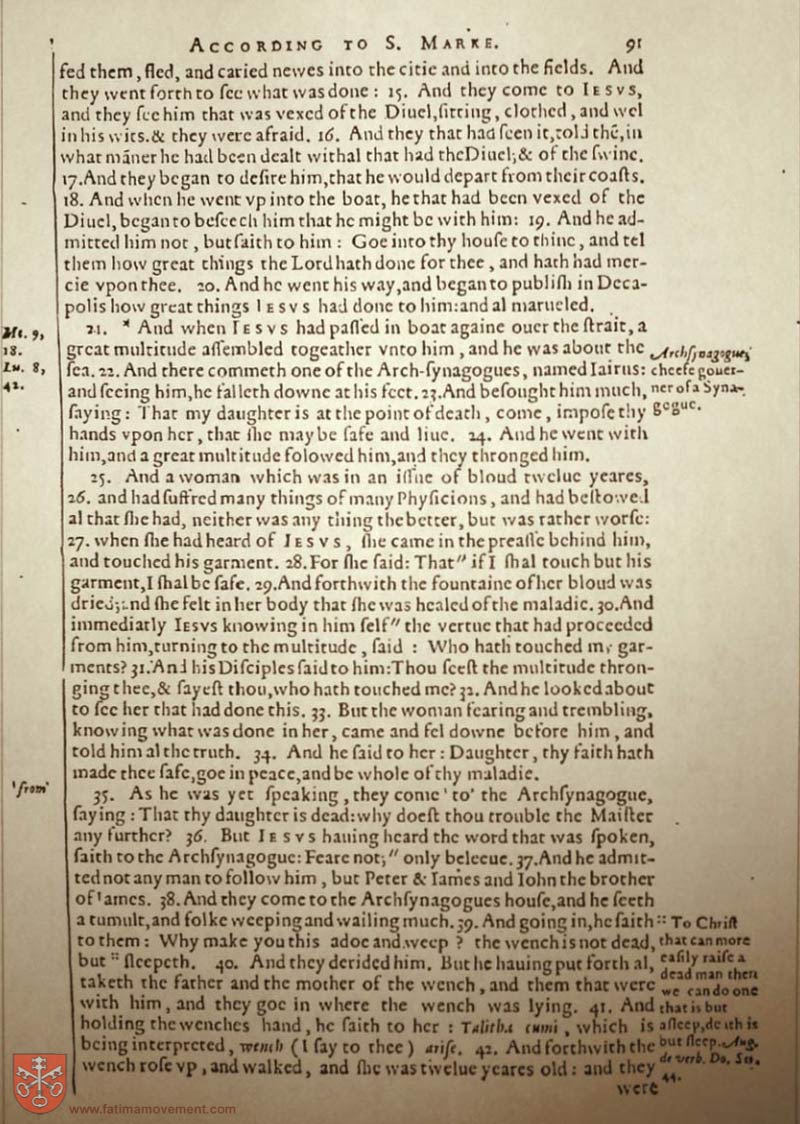 ACCORDING TO S. MARKE. 91
fed them, fled, and caried newes into the citie and into the fields. And
they went forth to ſee what was done: 15. And they come to IESVS,
and they ſee him that was vexed of the Diuel, ſitting, clothed, and wel
in his wits. & they were afraid. 16. And they that had ſeen it, told thẽ, in
what mãner he had been dealt withal that had the Diuel; & of the ſwine.
17. And they began to deſire him, that he would depart from their coaſts.
18. And when he went vp into the boat, he that had been vexed of the
Diuel, began to beſeech him that he might be with him: 19. And he ad-
mitted him not, but ſaith to him: Goe into thy houſe to thine, and tel
them how great things the Lord hath done for thee, and hath had mer-
cie vpon thee. 20. And he went his way, and began to publiſh in Deca-
polis how great things IESVS had done to him: and al marueled.
21. * And when IESVS had paſſed in boat againe ouer the ſtrait, a
great multitude aſſembled togeather vnto him, and he was about the
ſea. 22. And there commeth one of the Arch-ſynagogues, named Iairus:
and ſeeing him, he falleth downe at his feet. 23. And beſought him much,
ſaying: That my daughter is at the point of death, come, impoſe thy
hands vpon her, that ſhe may be ſafe and liue. 24. And he went with
him, and a great multitude folowed him, and they thronged him.
25. And a woman which was in an iſſue of bloud twelue yeares,
26. and had ſuffred many things of many Phyſicions, and had beſtowed
al that ſhe had, neither was any thing the better, but was rather worſe:
27. when ſhe had heard of IESVS, ſhe came in the preaſſe behind him,
and touched his garment. 28. For ſhe ſaid: That" if I ſhal touch but his
garment, I ſhal be ſafe. 29. And forthwith the fountaine of her bloud was
dried; and ſhe felt in her body that ſhe was healed of the maladie. 30. And
immediatly IESVS knowing in him ſelf" the vertue that had proceeded
from him, turning to the multitude, ſaid: Who hath touched my gar-
ments? 31. And his Diſciples ſaid to him: Thou ſeeſt the multitude thron-
ging thee, & ſayeſt thou, who hath touched me? 32. And he looked about
to ſee her that had done this. 33. But the woman fearing and trembling,
knowing what was done in her, came and fel downe before him, and
told him al the truth. 34. And he ſaid to her: Daughter, thy faith hath
made thee ſafe, goe in peace, and be whole of thy maladie.
35. As he was yet ſpeaking, they come 'to' the Archſynagogue,
ſaying: That thy daughter is dead: why doeſt thou trouble the Maiſter
any further? 36. But IESVS hauing heard the word that was ſpoken,
ſaith to the Archſynagogue: Feare not;" only beleeue. 37. And he admit-
ted not any man to follow him, but Peter & Iames and Iohn the brother
of Iames. 38. And they come to the Archſynagogues houſe, and he ſeeth
a tumult, and folke weeping and wailing much. 39. And going in, he ſaith
to them: Why make you this adoe and weep? the wench is not dead,
but :: ſleepeth. 40. And they derided him. But he hauing put forth al,
taketh the father and the mother of the wench, and them that were
with him, and they goe in where the wench was lying. 41. And
holding the wenches hand, he ſaith to her: Talitha cumi, which is
being interpreted, wench (I ſay to thee) ariſe. 42. And forthwith the
wench roſe vp, and walked, and ſhe was twelue yeares old: and they
were
Mt. 9,
18.
Lu. 8,
42.
'from'
Archſynagogue,
cheefe gouer-
ner of a Syna-
gogue.
:: To Chriſt
that can more
eaſily raiſe a
dead man then
we can do one
that is but
aſleep, death is
but ſleep. Aug.
de verb. Do. Ser.
44.
www.fatimamovement.com